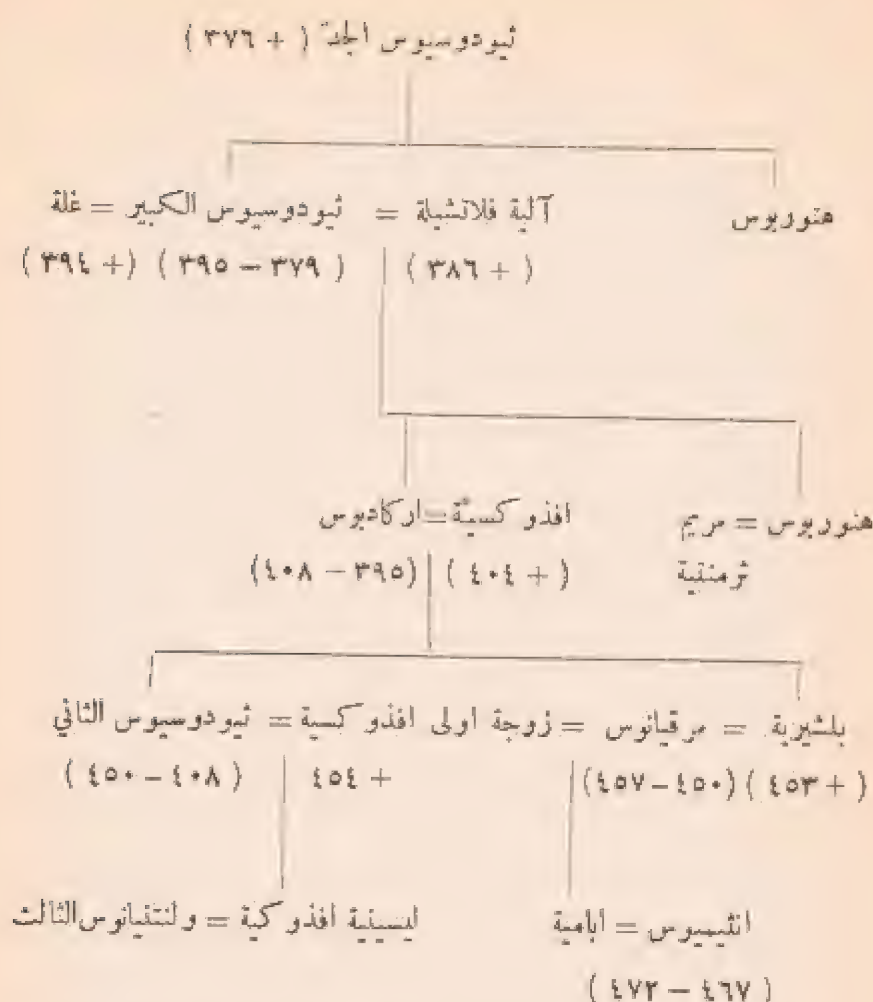 ثيودوسيوس الجدّ ( + ٣٧٦ )
هنوريوس آلية فلاتشيلة = ثيودوسيوس الكبير = غلة
( + ٣٨٦ ) ( ٣٧٩ – ٣٩٥ ) ( + ٣٩٤ )
هنوريوس = مريم افذوكسية = اركاديوس
ثرمنتية ( + ٤٠٤ ) ( ٣٩٥ – ٤٠٨ )
بلشيرية = مرقيانوس = زوجة اولى افذوكسية = ثيودوسيوس الثاني
( + ٤٥٣ ) ( ٤٥٠ – ٤٥٧ ) + ٤٥٤ ( ٤٠٨ – ٤٥٠ )
انثيميوس = ابامية ليسينية افذوكية = ولنتنيانوس الثالث
( ٤٦٧ – ٤٧٢ )